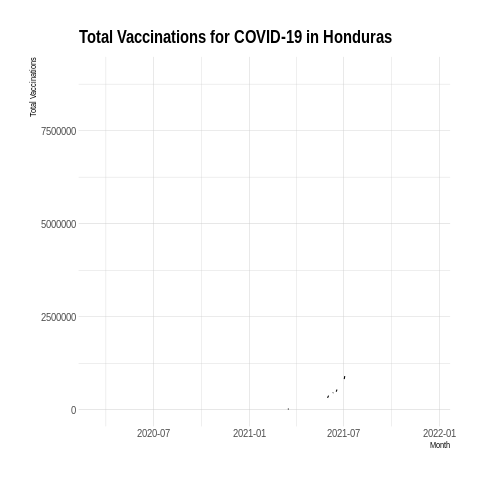 Total Vaccinations for COVID-19 in Honduras
Total Vaccinations
7500000
5000000
2500000
0
2020-07 2021-01 2021-07 2022-01
Month